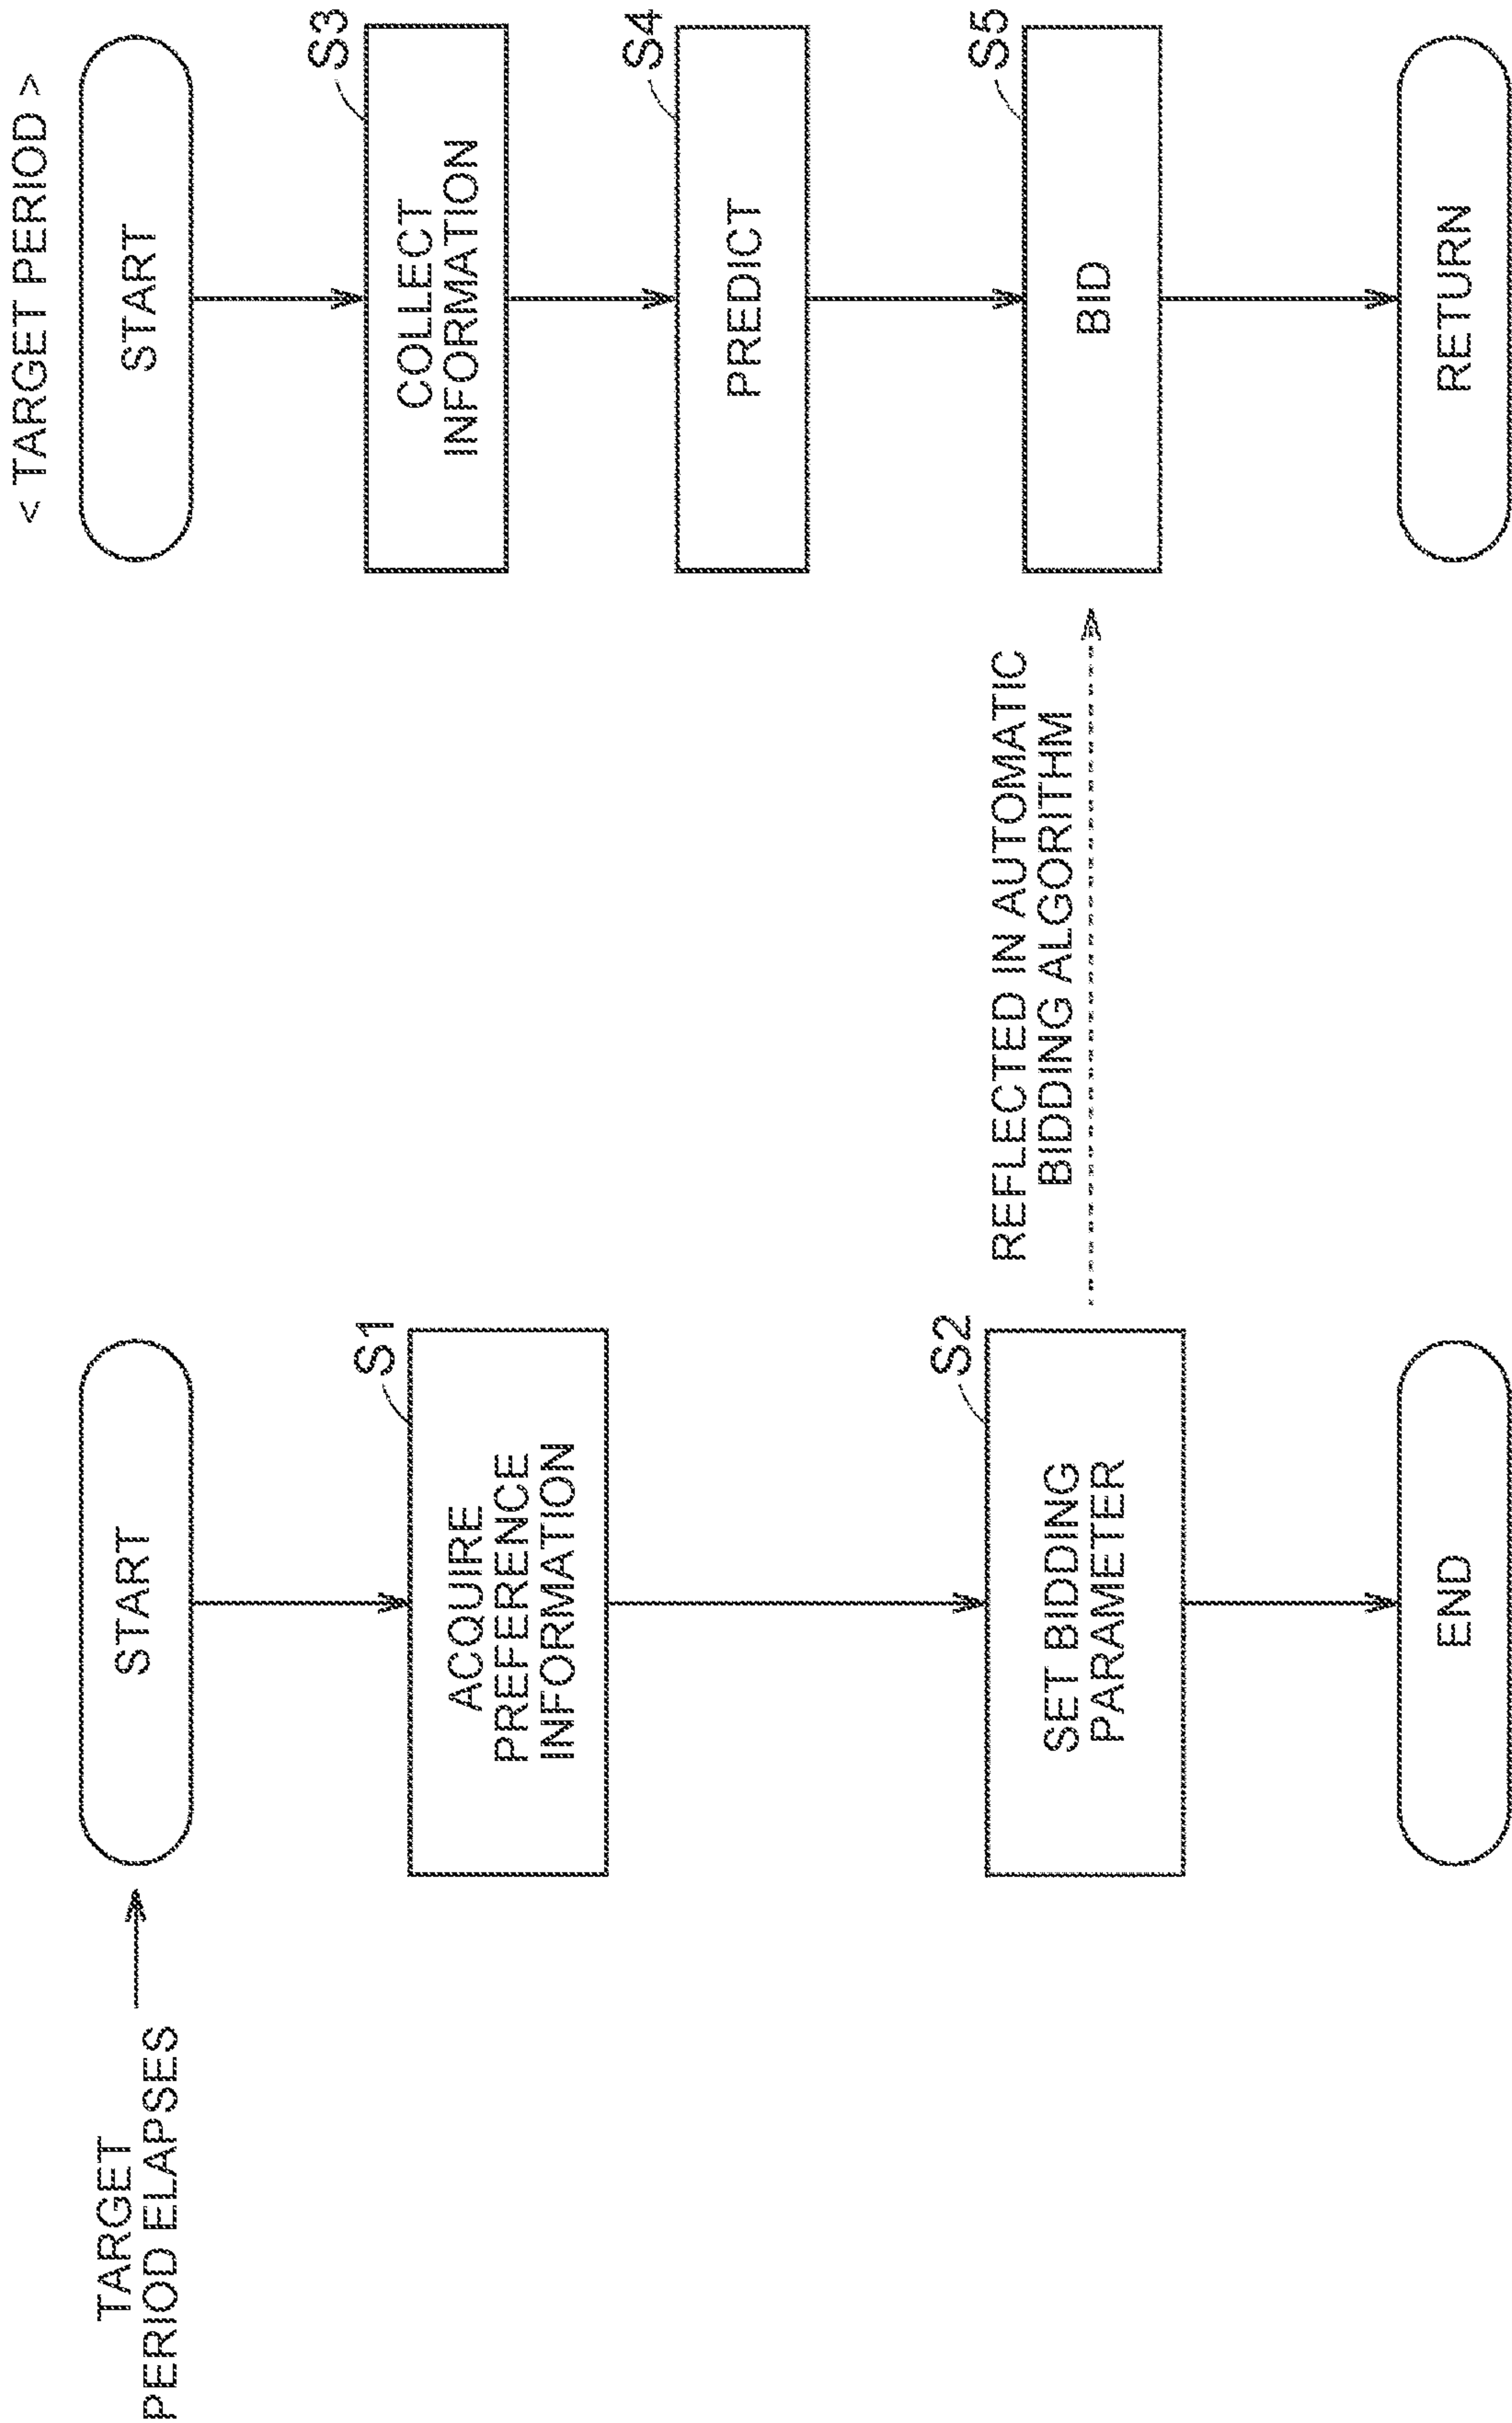 TARGET
PERIOD ELAPSES
START
S1
ACQUIRE
PREFERENCE
INFORMATION
S2
SET BIDDING
PARAMETER
END
REFLECTED IN AUTOMATIC
BIDDING ALGORITHM
< TARGET PERIOD >
START
S3
COLLECT
INFORMATION
S4
PREDICT
S5
BID
RETURN